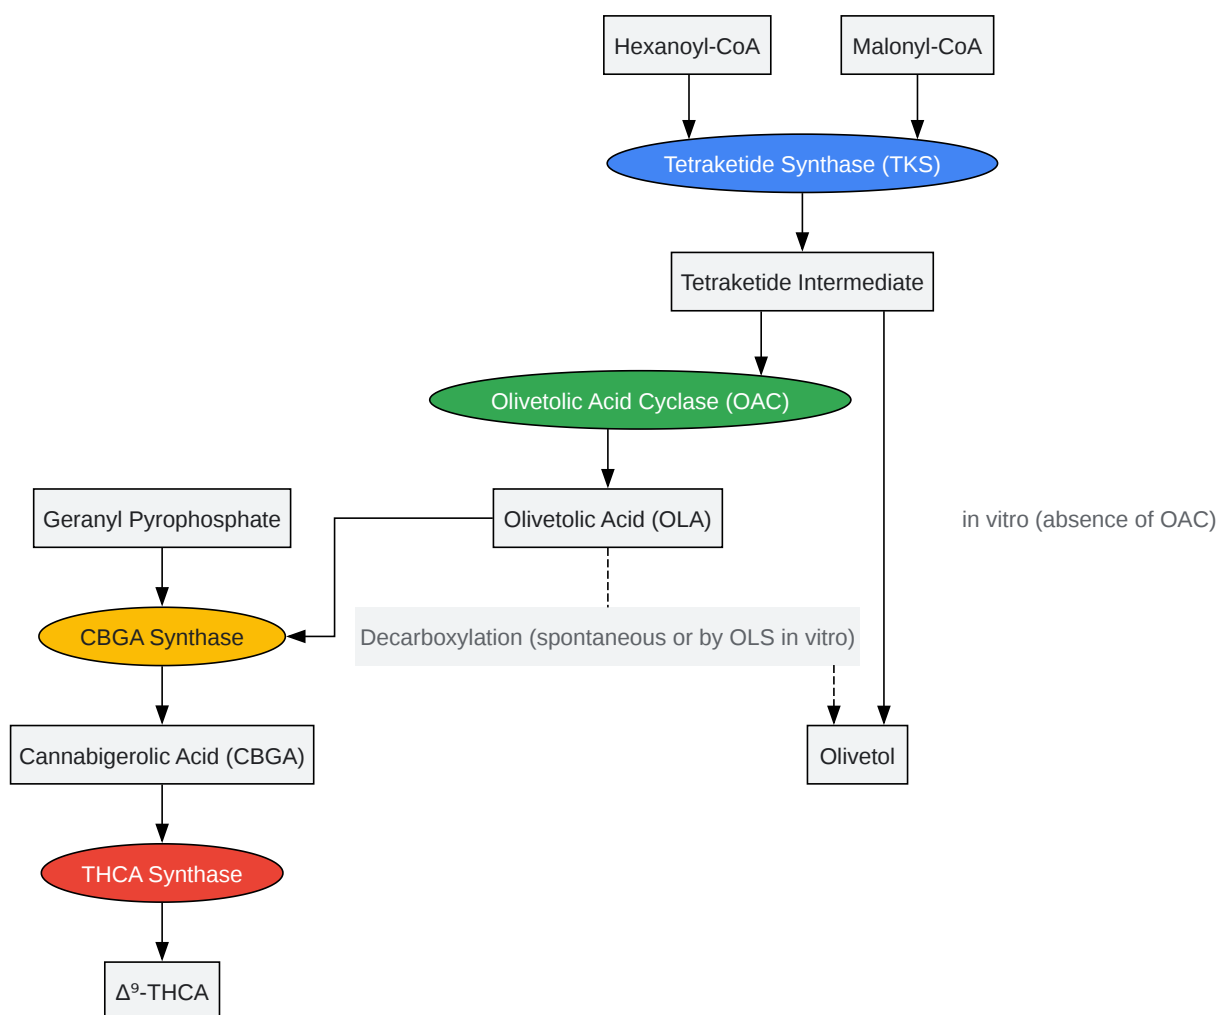 Hexanoyl-CoA
Malonyl-CoA
Tetraketide Synthase (TKS)
Tetraketide Intermediate
Olivetolic Acid Cyclase (OAC)
Geranyl Pyrophosphate
Olivetolic Acid (OLA)
in vitro (absence of OAC)
CBGA Synthase
Decarboxylation (spontaneous or by OLS in vitro)
Cannabigerolic Acid (CBGA)
Olivetol
THCA Synthase
Δ⁹-THCA